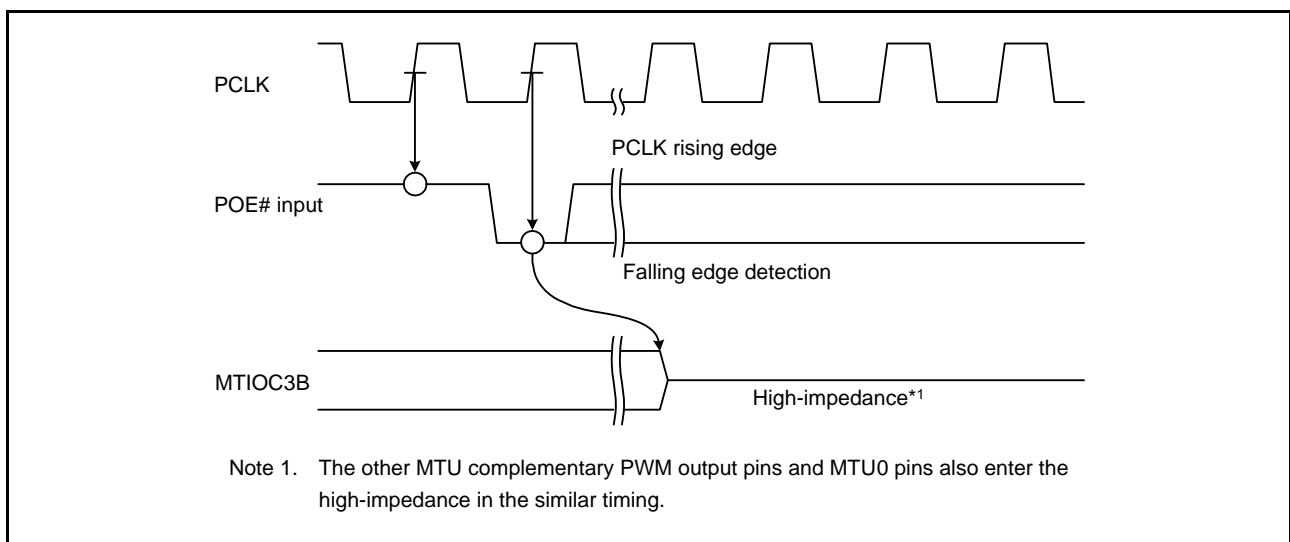 PCLK
PCLK rising edge
POE# input
Falling edge detection
MTIOC3B
High-impedance*1
Note 1. The other MTU complementary PWM output pins and MTU0 pins also enter the
high-impedance in the similar timing.